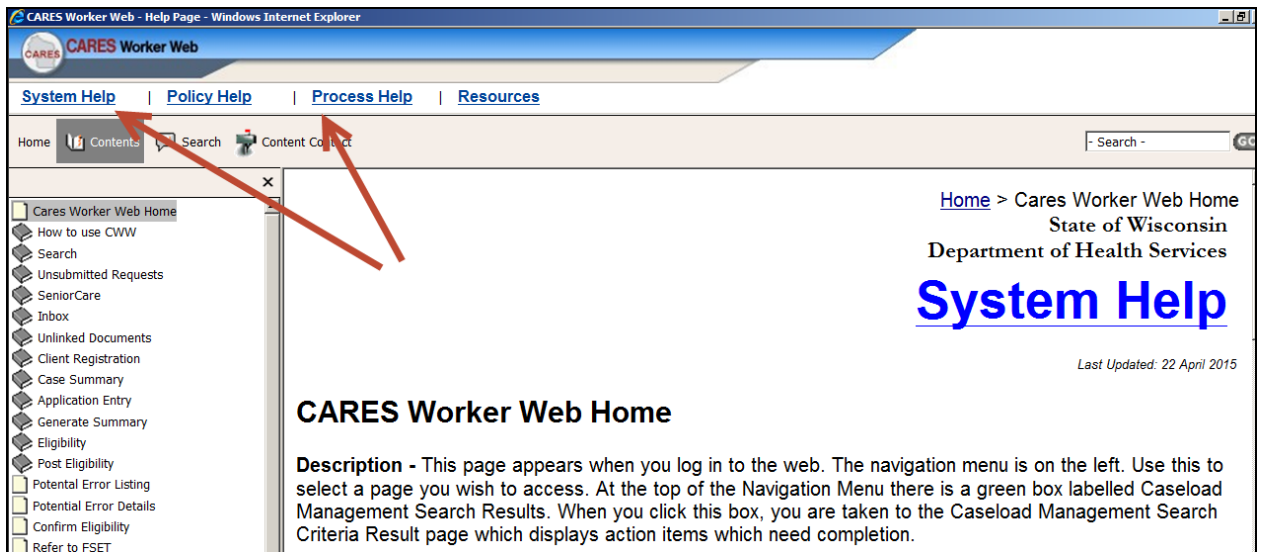 CARES Worker Web - Help Page - Windows Internet Explorer
CARES CARES Worker Web
System Help | Policy Help | Process Help | Resources
Home Contents Search Content Contact - Search - GO
x
Cares Worker Web Home
How to use CWW
Search
Unsubmitted Requests
SeniorCare
Inbox
Unlinked Documents
Client Registration
Case Summary
Application Entry
Generate Summary
Eligibility
Post Eligibility
Potental Error Listing
Potential Error Details
Confirm Eligibility
Refer to FSET
Home > Cares Worker Web Home
State of Wisconsin
Department of Health Services
System Help
Last Updated: 22 April 2015
CARES Worker Web Home
Description - This page appears when you log in to the web. The navigation menu is on the left. Use this to
select a page you wish to access. At the top of the Navigation Menu there is a green box labelled Caseload
Management Search Results. When you click this box, you are taken to the Caseload Management Search
Criteria Result page which displays action items which need completion.